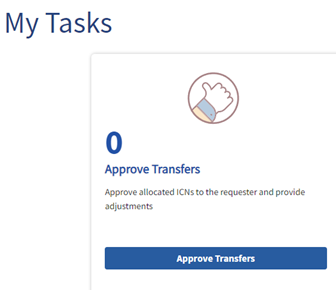 My Tasks
0
Approve Transfers
Approve allocated ICNs to the requester and provide
adjustments
Approve Transfers